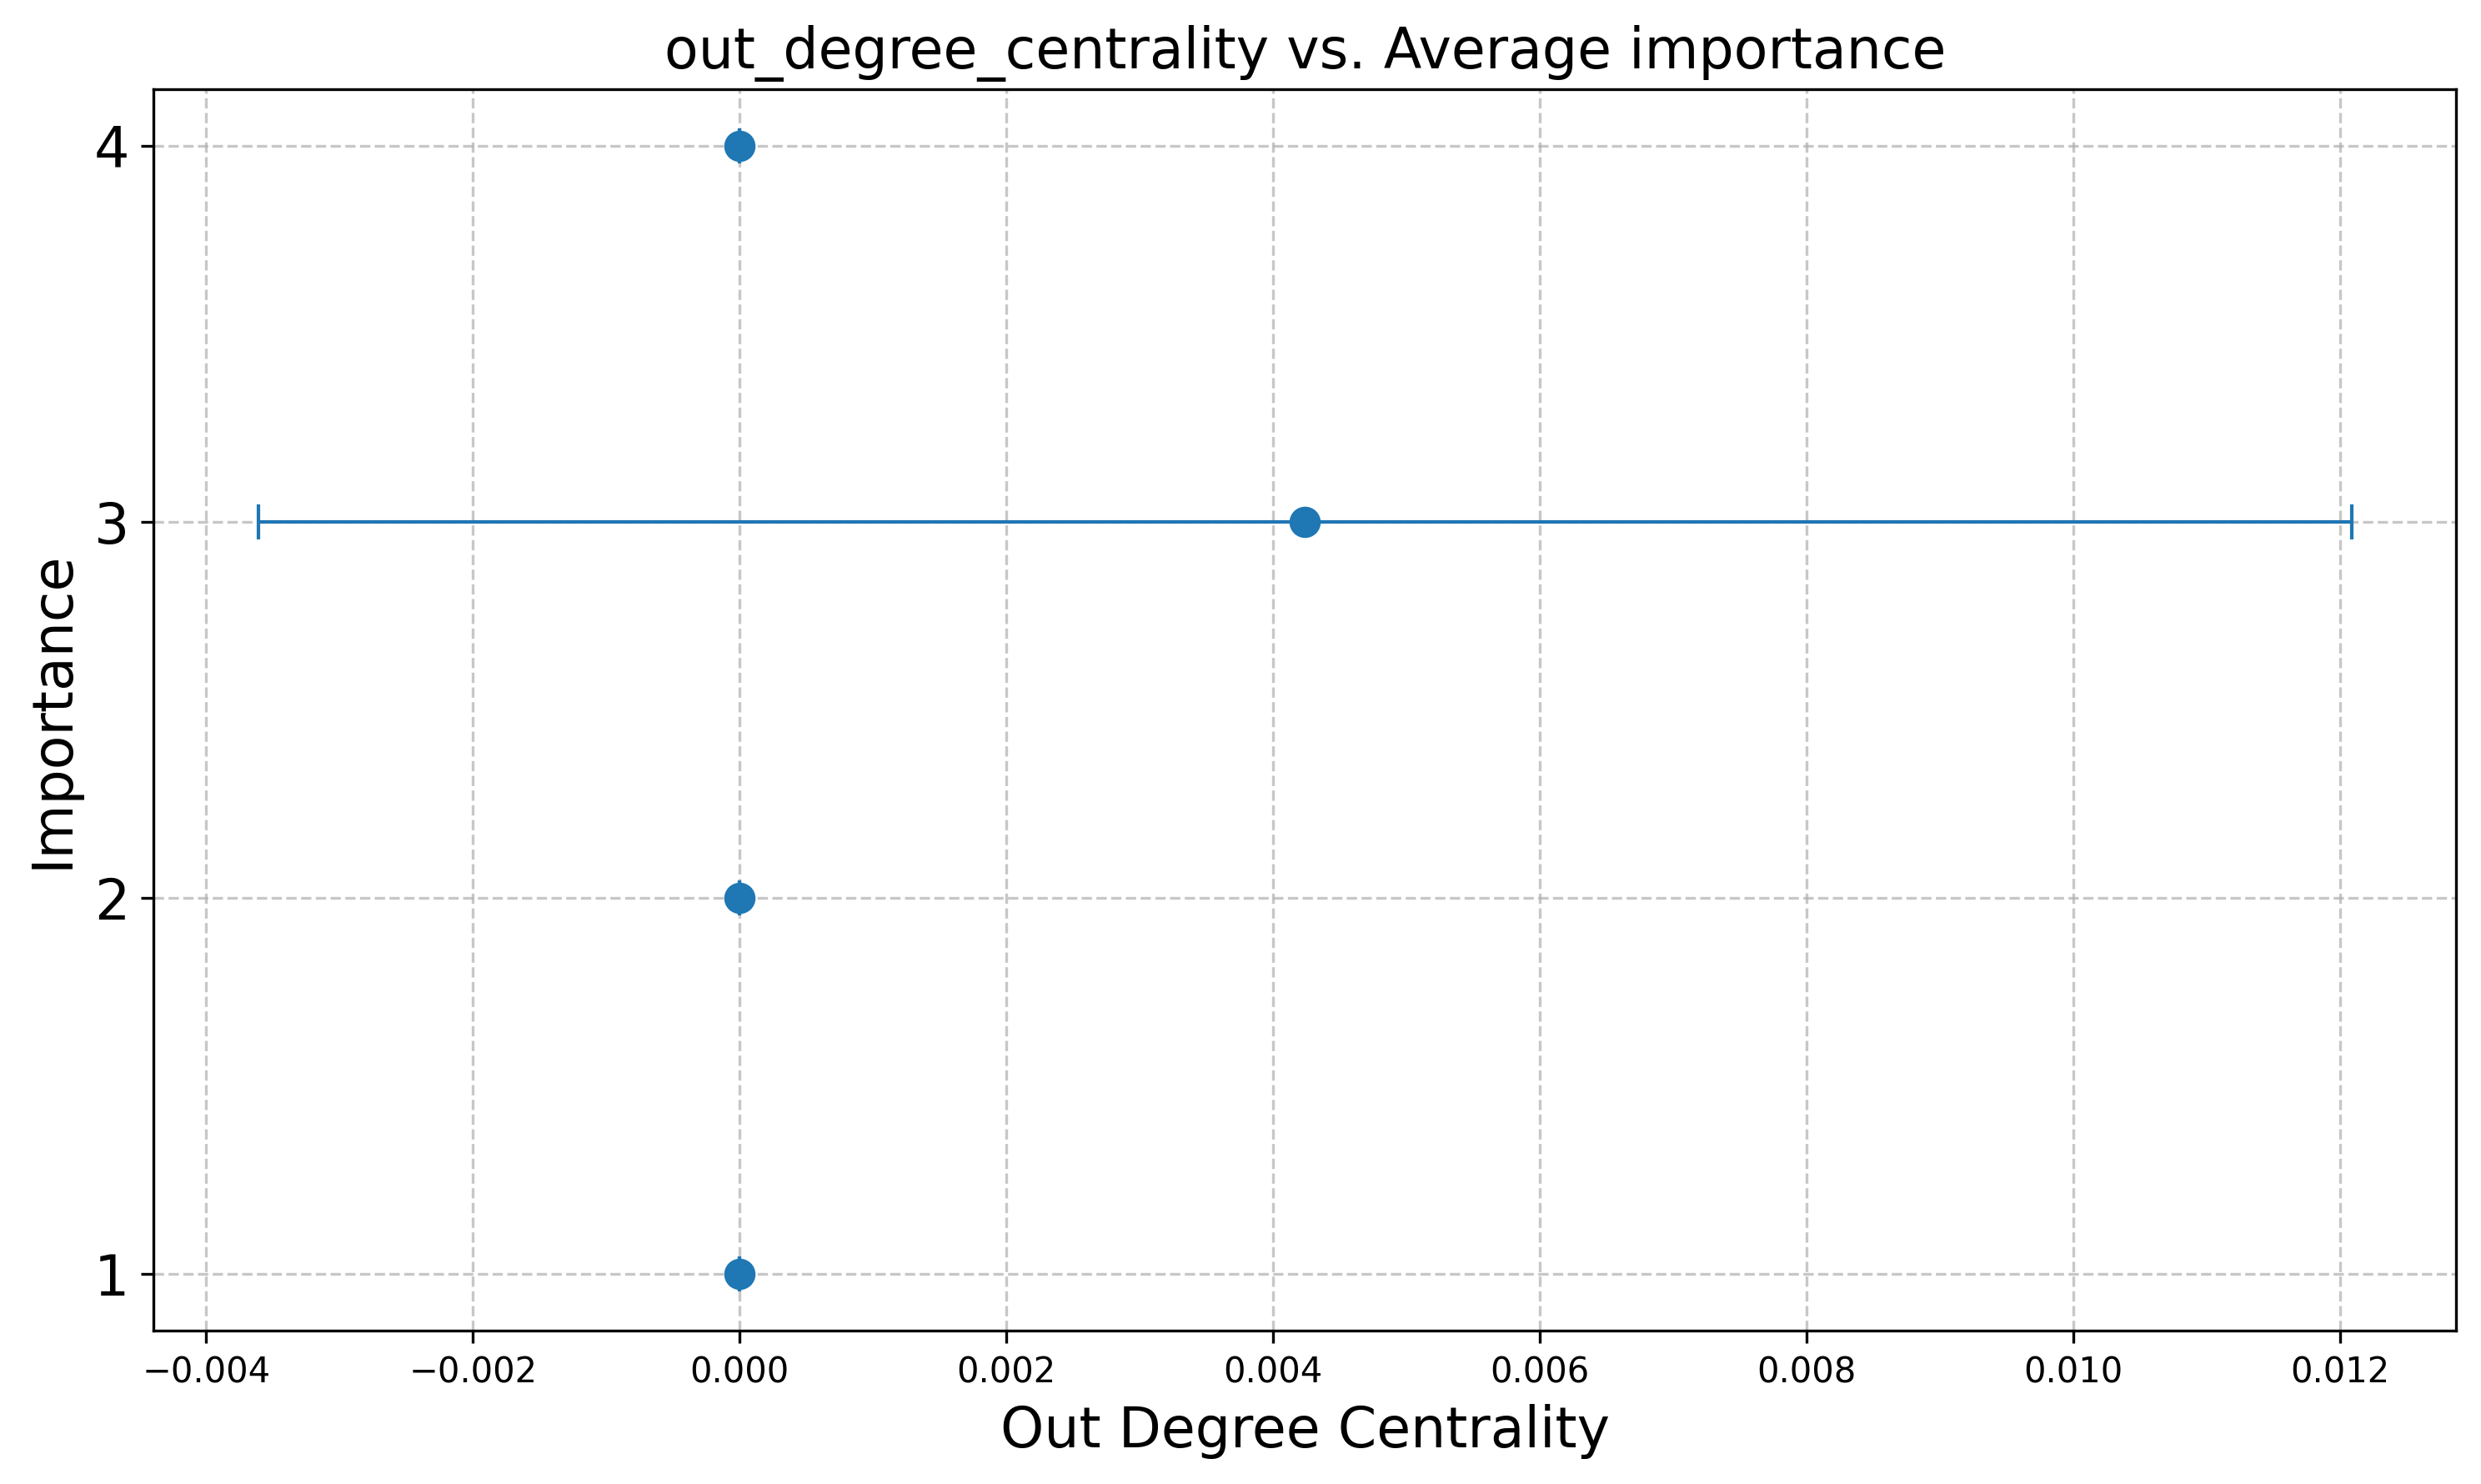 out_degree_centrality vs. Average importance
4
3
2
1
Importance
−0.004 −0.002 0.000 0.002 0.004 0.006 0.008 0.010 0.012
Out Degree Centrality